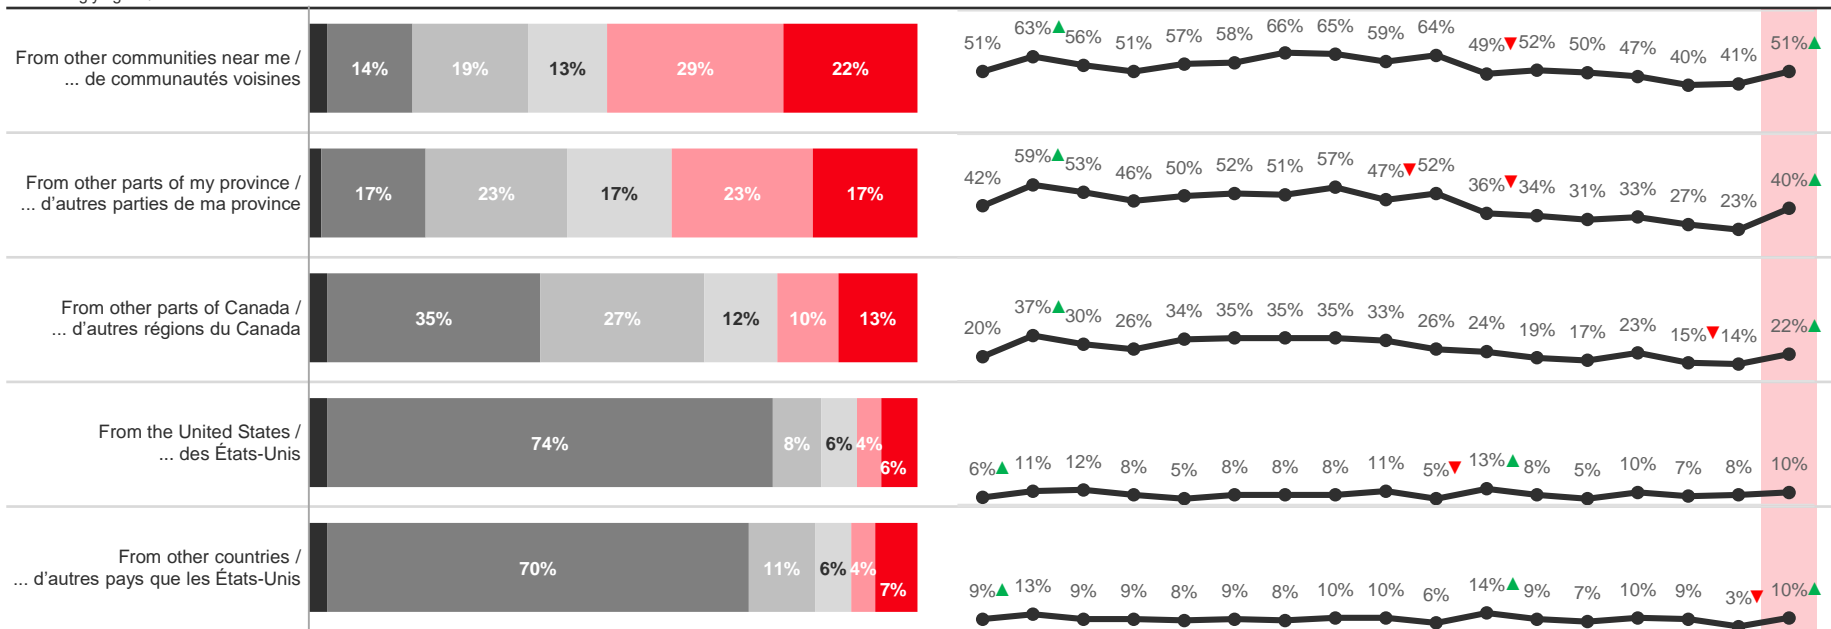 From other communities near me /
... de communautés voisines
14% 19% 13% 29% 22%
51% 63% 56% 51% 57% 58% 66% 65% 59% 64% 49% 52% 50% 47% 40% 41% 51%
From other parts of my province /
... d'autres parties de ma province
17% 23% 17% 23% 17%
42% 59% 53% 46% 50% 52% 51% 57% 47% 52% 36% 34% 31% 33% 27% 23% 40%
From other parts of Canada /
... d'autres régions du Canada
35% 27% 12% 10% 13%
20% 37% 30% 26% 34% 35% 35% 35% 33% 26% 24% 19% 17% 23% 15% 14% 22%
From the United States /
... des États-Unis
74% 8% 6% 4% 6%
6% 11% 12% 8% 5% 8% 8% 8% 11% 5% 13% 8% 5% 10% 7% 8% 10%
From other countries /
... d'autres pays que les États-Unis
70% 11% 6% 4% 7%
9% 13% 9% 9% 8% 9% 8% 10% 10% 6% 14% 9% 7% 10% 9% 3% 10%